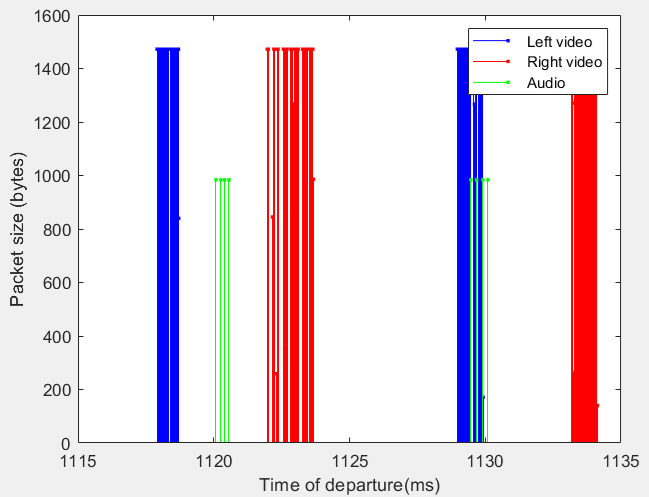 1600
1400
1200
1000
800
600
400
200
0
Packet size (bytes)
Left video
Right video
Audio
1115
1120
1125
1130
1135
Time of departure(ms)